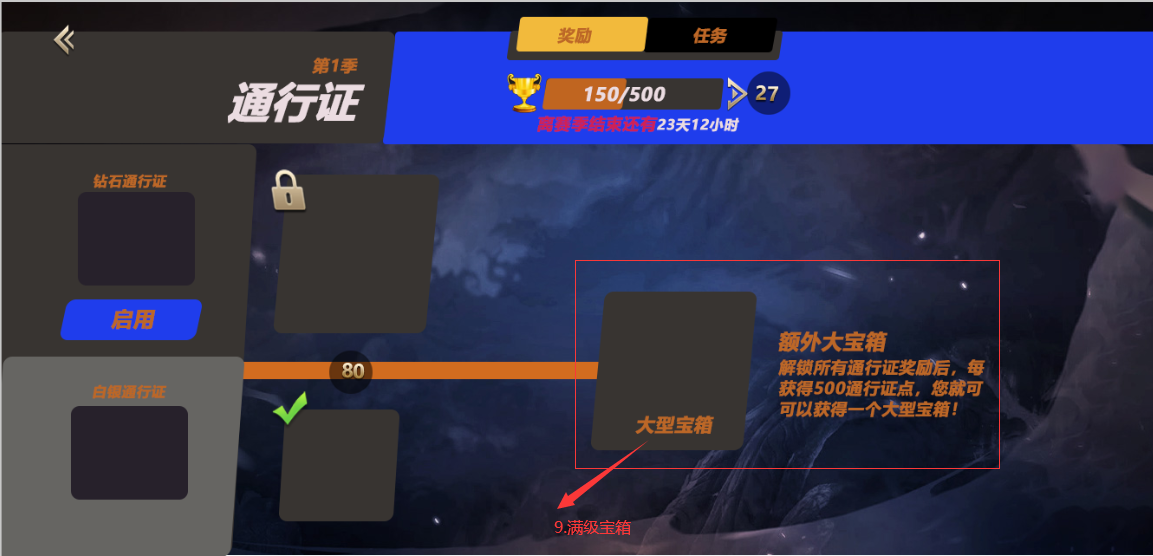 奖励
任务
第1季
通行证
150/500
27
离赛季结束还有23天12小时
钻石通行证
启用
白银通行证
80
大型宝箱
额外大宝箱
解锁所有通行证奖励后，每
获得500通行证点，您就可
可以获得一个大型宝箱！
9.满级宝箱